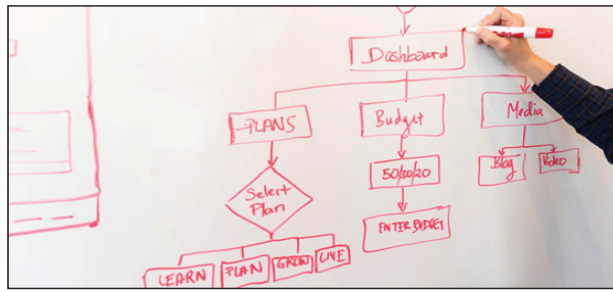 Dashboard
PLANS
Budget
Media
Select
Plan
50/30/20
Blog
Video
ENTER BUDGET
LEARN
PLAN
GROW
LIVE